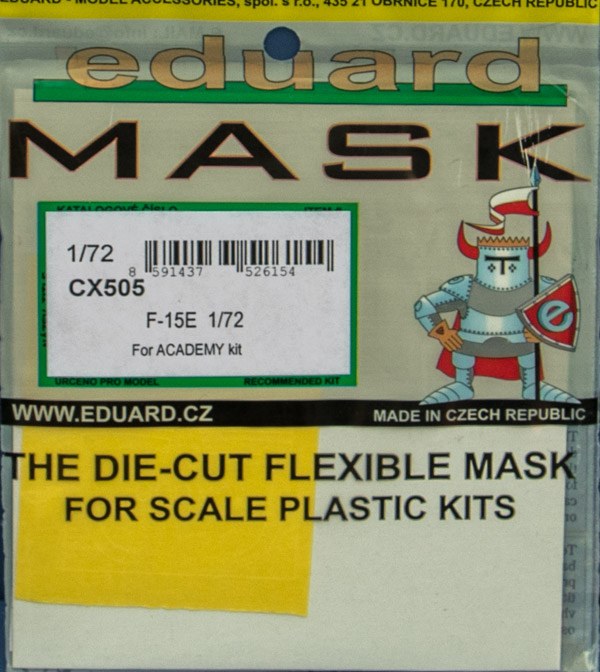 EDUARD - MODEL ACCESSORIES, spol. s r.o., 435 21 OBRNICE 170, CZECH REPUBLIC
eduard
MASK
KATALOGOVÉ ČÍSLO
1/72
8 591437 526154
CX505
F-15E 1/72
For ACADEMY kit
URCENO PRO MODEL RECOMMENDED KIT
e
WWW.EDUARD.CZ MADE IN CZECH REPUBLIC
THE DIE-CUT FLEXIBLE MASK
FOR SCALE PLASTIC KITS